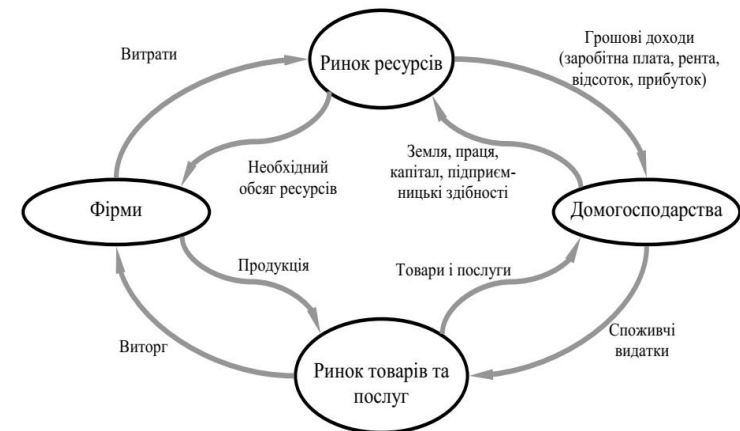 Витрати
Ринок ресурсів
Грошові доходи
(заробітна плата, рента,
відсоток, прибуток)
Необхідний
обсяг ресурсів
Земля, праця,
капітал, підприєм-
ницькі здібності
Фірми
Домогосподарства
Продукція
Товари і послуги
Виторг
Ринок товарів та
послуг
Споживчі
видатки